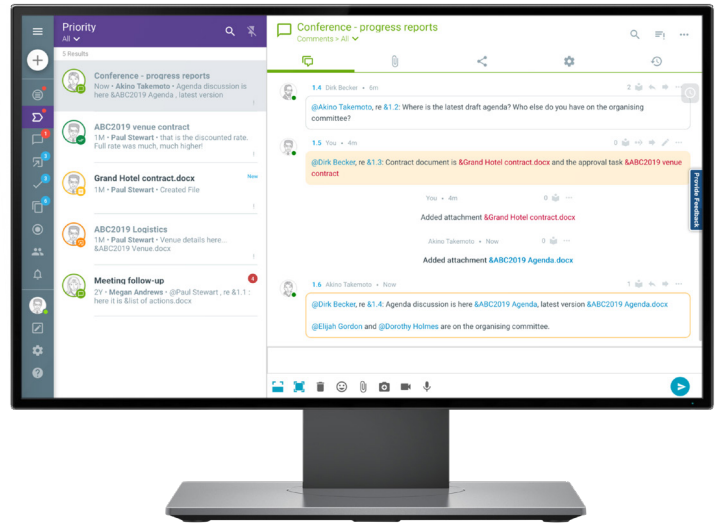 Priority
All
5 Results
Conference - progress reports
Now • Akino Takemoto • Agenda discussion is
here &ABC2019 Agenda , latest version
ABC2019 venue contract
1M • Paul Stewart • that is the discounted rate.
Full rate was much, much higher!
Grand Hotel contract.docx
New
1M • Paul Stewart • Created File
ABC2019 Logistics
1M • Paul Stewart • Venue details here...
&ABC2019 Venue.docx
Meeting follow-up
4
2Y • Megan Andrews • @Paul Stewart , re &1.1 :
here it is &list of actions.docx
Conference - progress reports
Comments > All
1.4 Dirk Becker • 6m
2
@Akino Takemoto, re &1.2: Where is the latest draft agenda? Who else do you have on the organising
committee?
1.5 You • 4m
0
@Dirk Becker, re &1.3: Contract document is &Grand Hotel contract.docx and the approval task &ABC2019 venue
contract
You • 4m
0
Added attachment &Grand Hotel contract.docx
Akino Takemoto • Now
0
Added attachment &ABC2019 Agenda.docx
1.6 Akino Takemoto • Now
1
@Dirk Becker, re &1.4: Agenda discussion is here &ABC2019 Agenda, latest version &ABC2019 Agenda.docx
@Elijah Gordon and @Dorothy Holmes are on the organising committee.
Provide Feedback